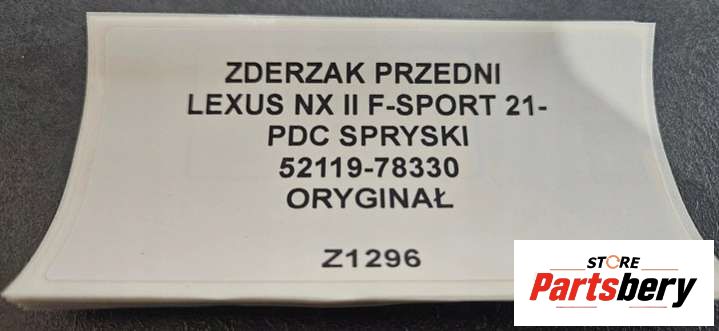 ZDERZAK PRZEDNI
LEXUS NX II F-SPORT 21-
PDC SPRYSKI
52119-78330
ORYGINAŁ
Z1296
STORE
Partsbery